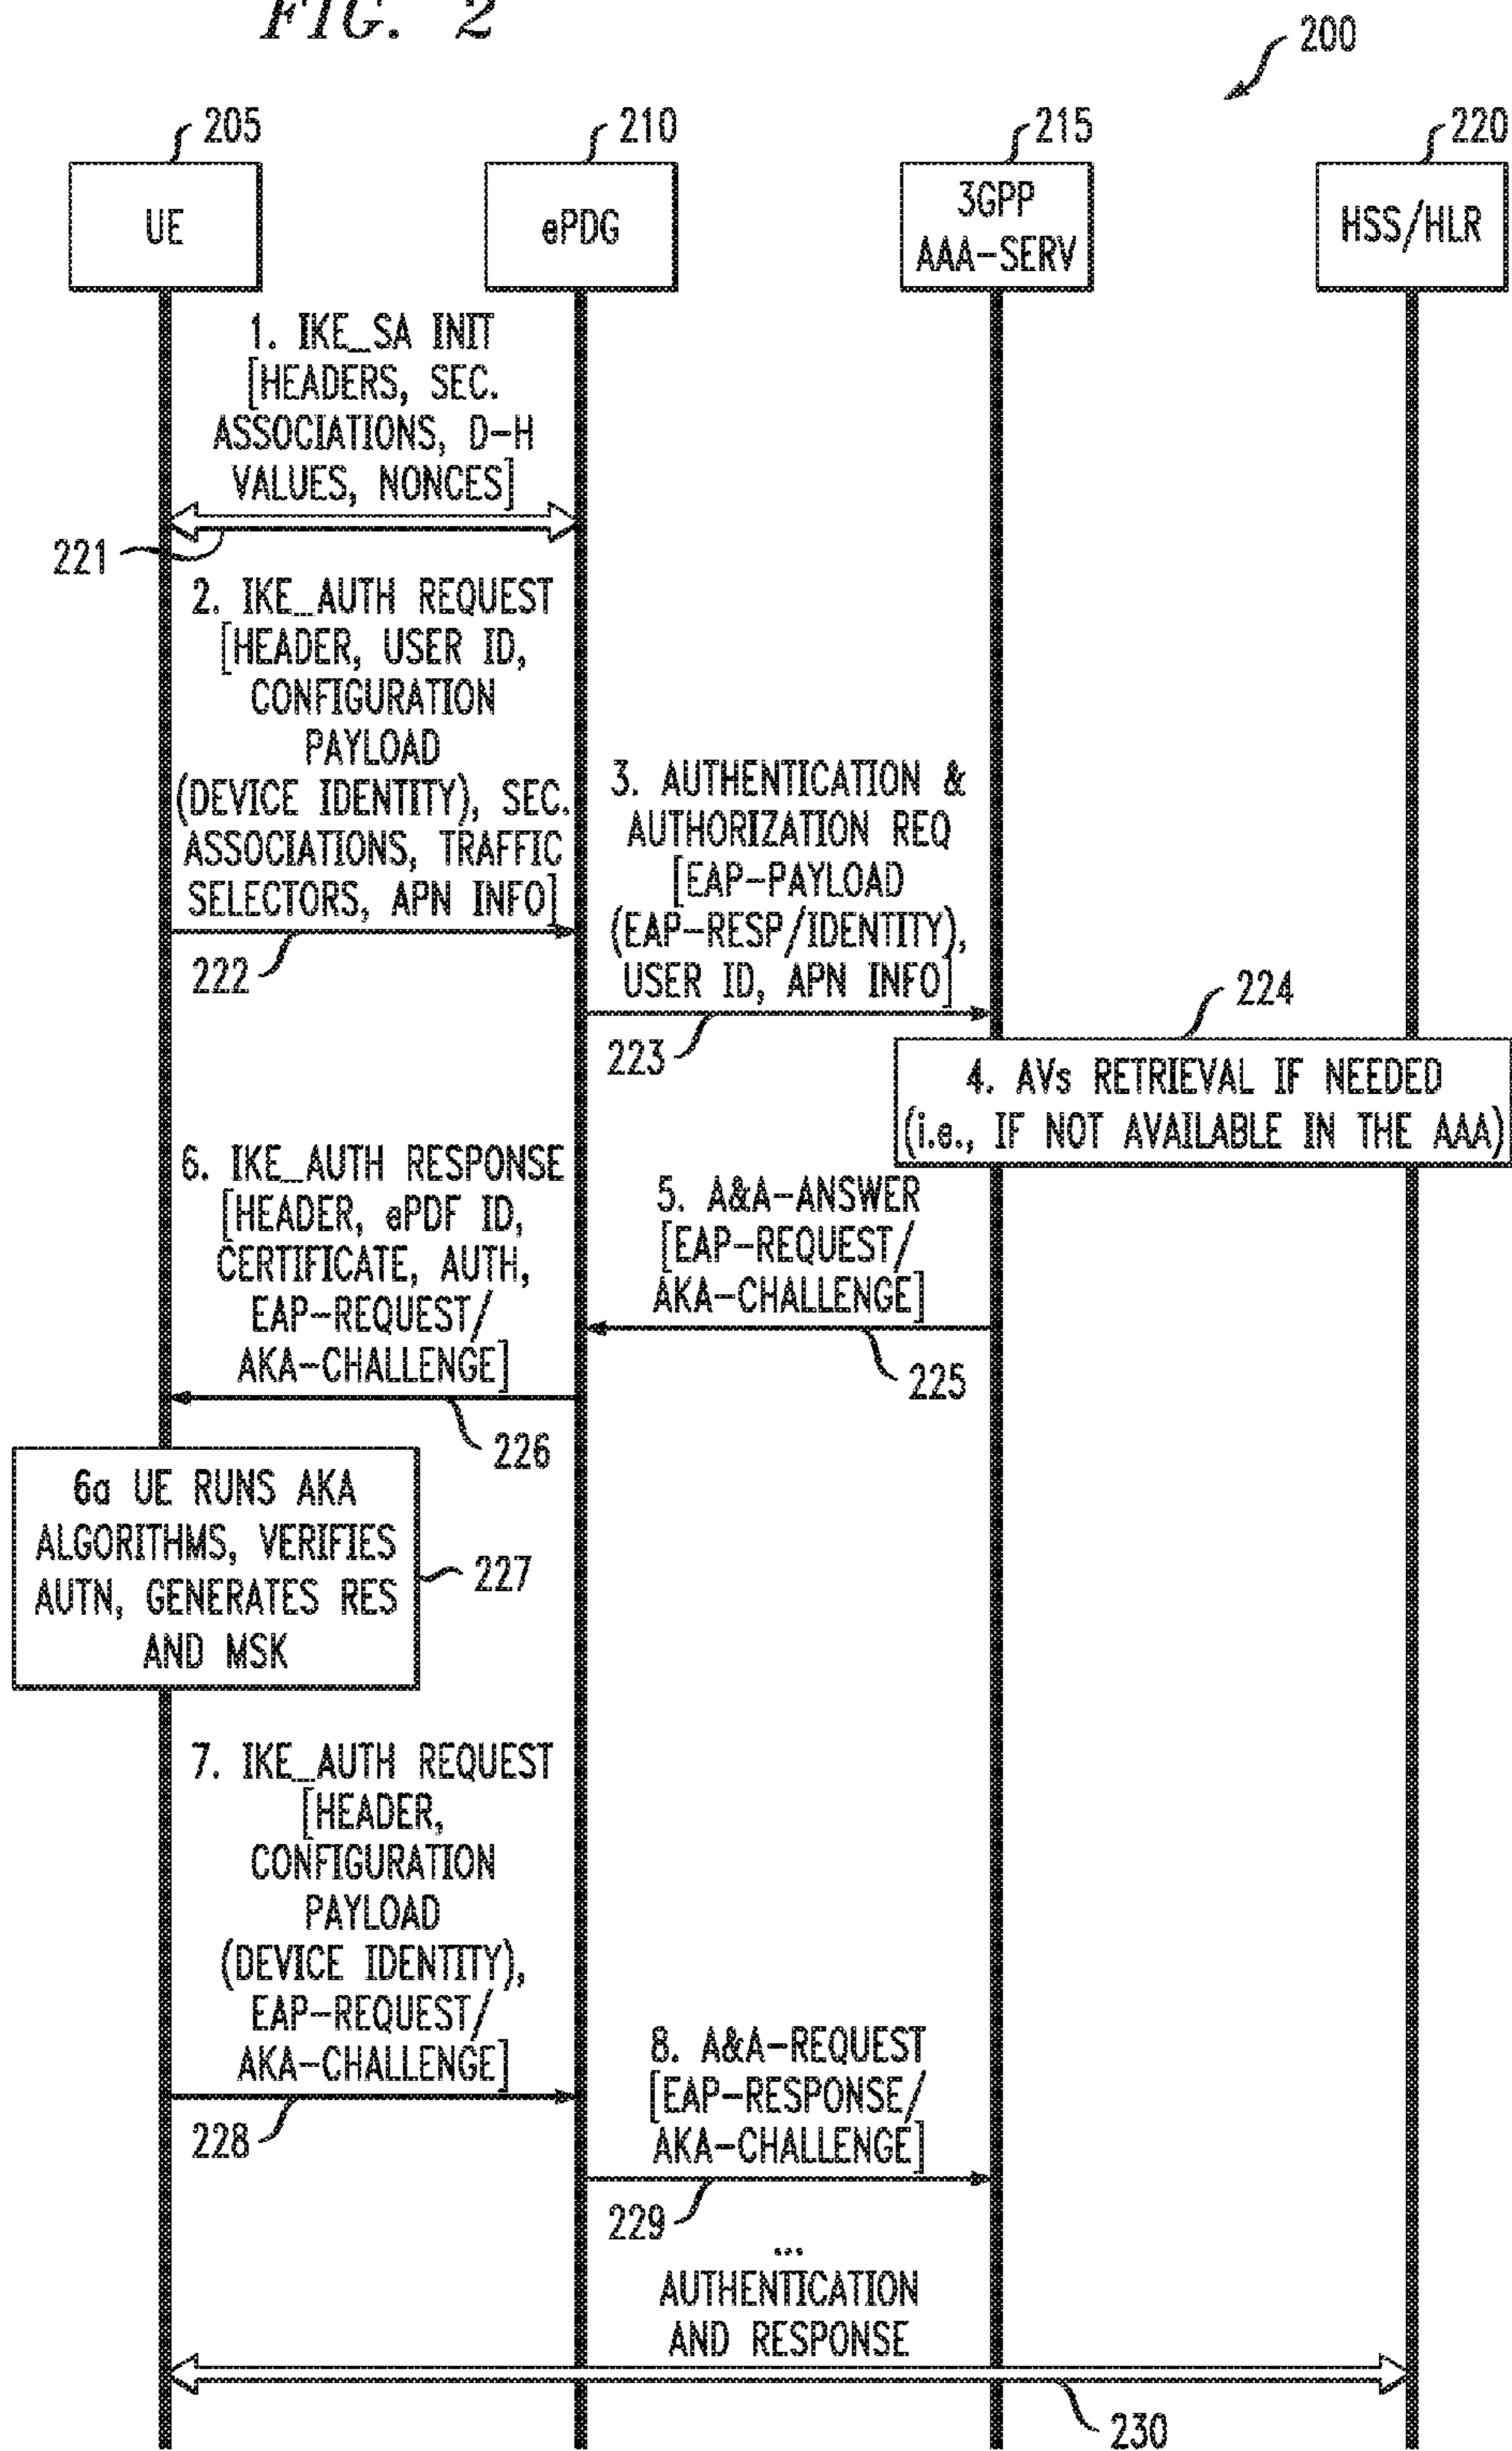 FIG. 2
200
205
210
215
220
UE
ePDG
3GPP
AAA-SERV
HSS/HLR
1. IKE_SA INIT
[HEADERS, SEC.
ASSOCIATIONS, D-H
VALUES, NONCES]
221
2. IKE_AUTH REQUEST
[HEADER, USER ID,
CONFIGURATION
PAYLOAD
(DEVICE IDENTITY), SEC.
ASSOCIATIONS, TRAFFIC
SELECTORS, APN INFO]
222
3. AUTHENTICATION &
AUTHORIZATION REQ
[EAP-PAYLOAD
(EAP-RESP/IDENTITY),
USER ID, APN INFO]
223
224
4. AVs RETRIEVAL IF NEEDED
(i.e., IF NOT AVAILABLE IN THE AAA)
5. A&A-ANSWER
[EAP-REQUEST/
AKA-CHALLENGE]
225
6. IKE_AUTH RESPONSE
[HEADER, ePDF ID,
CERTIFICATE, AUTH,
EAP-REQUEST/
AKA-CHALLENGE]
226
6a UE RUNS AKA
ALGORITHMS, VERIFIES
AUTN, GENERATES RES
AND MSK
227
7. IKE_AUTH REQUEST
[HEADER,
CONFIGURATION
PAYLOAD
(DEVICE IDENTITY),
EAP-REQUEST/
AKA-CHALLENGE]
228
8. A&A-REQUEST
[EAP-RESPONSE/
AKA-CHALLENGE]
229
...
AUTHENTICATION
AND RESPONSE
230